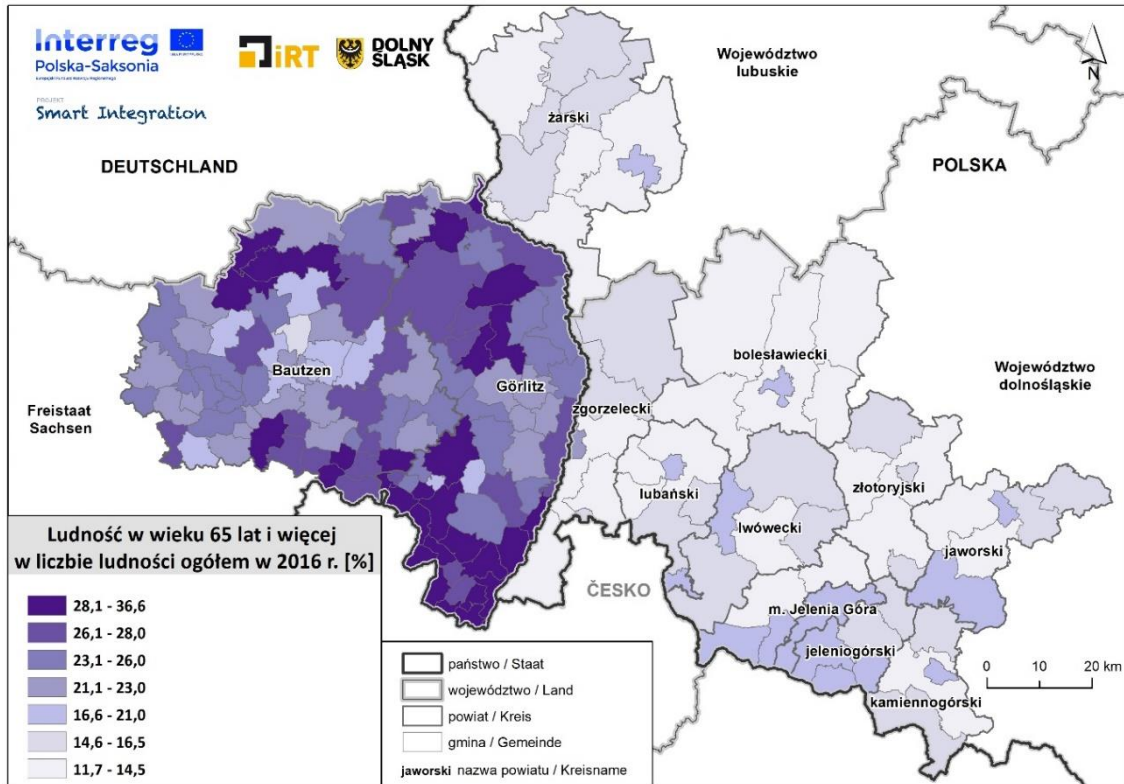 Interreg
Polska-Saksonia
PROJEKT
Smart Integration
iRT
DOLNY
ŚLĄSK
Województwo
lubuskie
N
żarski
DEUTSCHLAND
POLSKA
bolesławiecki
Województwo
dolnośląskie
Bautzen
Görlitz
Freistaat
Sachsen
zgorzelecki
lubański
złotoryjski
lwówecki
jaworski
ČESKO
m. Jelenia Góra
jeleniogórski
kamiennogórski
0 10 20 km
Ludność w wieku 65 lat i więcej
w liczbie ludności ogółem w 2016 r. [%]
28,1 - 36,6
26,1 - 28,0
23,1 - 26,0
21,1 - 23,0
16,6 - 21,0
14,6 - 16,5
11,7 - 14,5
państwo / Staat
województwo / Land
powiat / Kreis
gmina / Gemeinde
jaworski nazwa powiatu / Kreisname